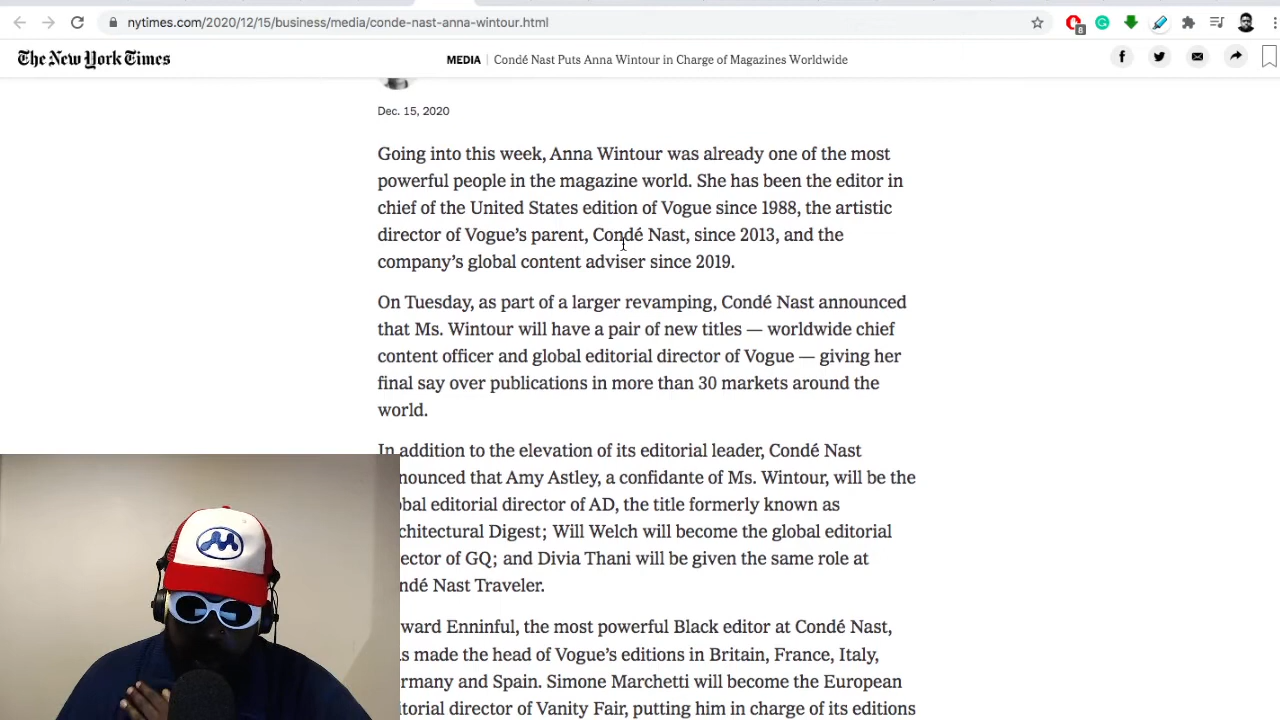 nytimes.com/2020/12/15/business/media/conde-nast-anna-wintour.html
8
The New York Times
MEDIA | Condé Nast Puts Anna Wintour in Charge of Magazines Worldwide
Dec. 15, 2020
Going into this week, Anna Wintour was already one of the most
powerful people in the magazine world. She has been the editor in
chief of the United States edition of Vogue since 1988, the artistic
director of Vogue’s parent, Condé Nast, since 2013, and the
company’s global content adviser since 2019.
On Tuesday, as part of a larger revamping, Condé Nast announced
that Ms. Wintour will have a pair of new titles — worldwide chief
content officer and global editorial director of Vogue — giving her
final say over publications in more than 30 markets around the
world.
In addition to the elevation of its editorial leader, Condé Nast
nounced that Amy Astley, a confidante of Ms. Wintour, will be the
obal editorial director of AD, the title formerly known as
chitectural Digest; Will Welch will become the global editorial
ector of GQ; and Divia Thani will be given the same role at
ndé Nast Traveler.
ward Enninful, the most powerful Black editor at Condé Nast,
s made the head of Vogue’s editions in Britain, France, Italy,
rmany and Spain. Simone Marchetti will become the European
itorial director of Vanity Fair, putting him in charge of its editions
M